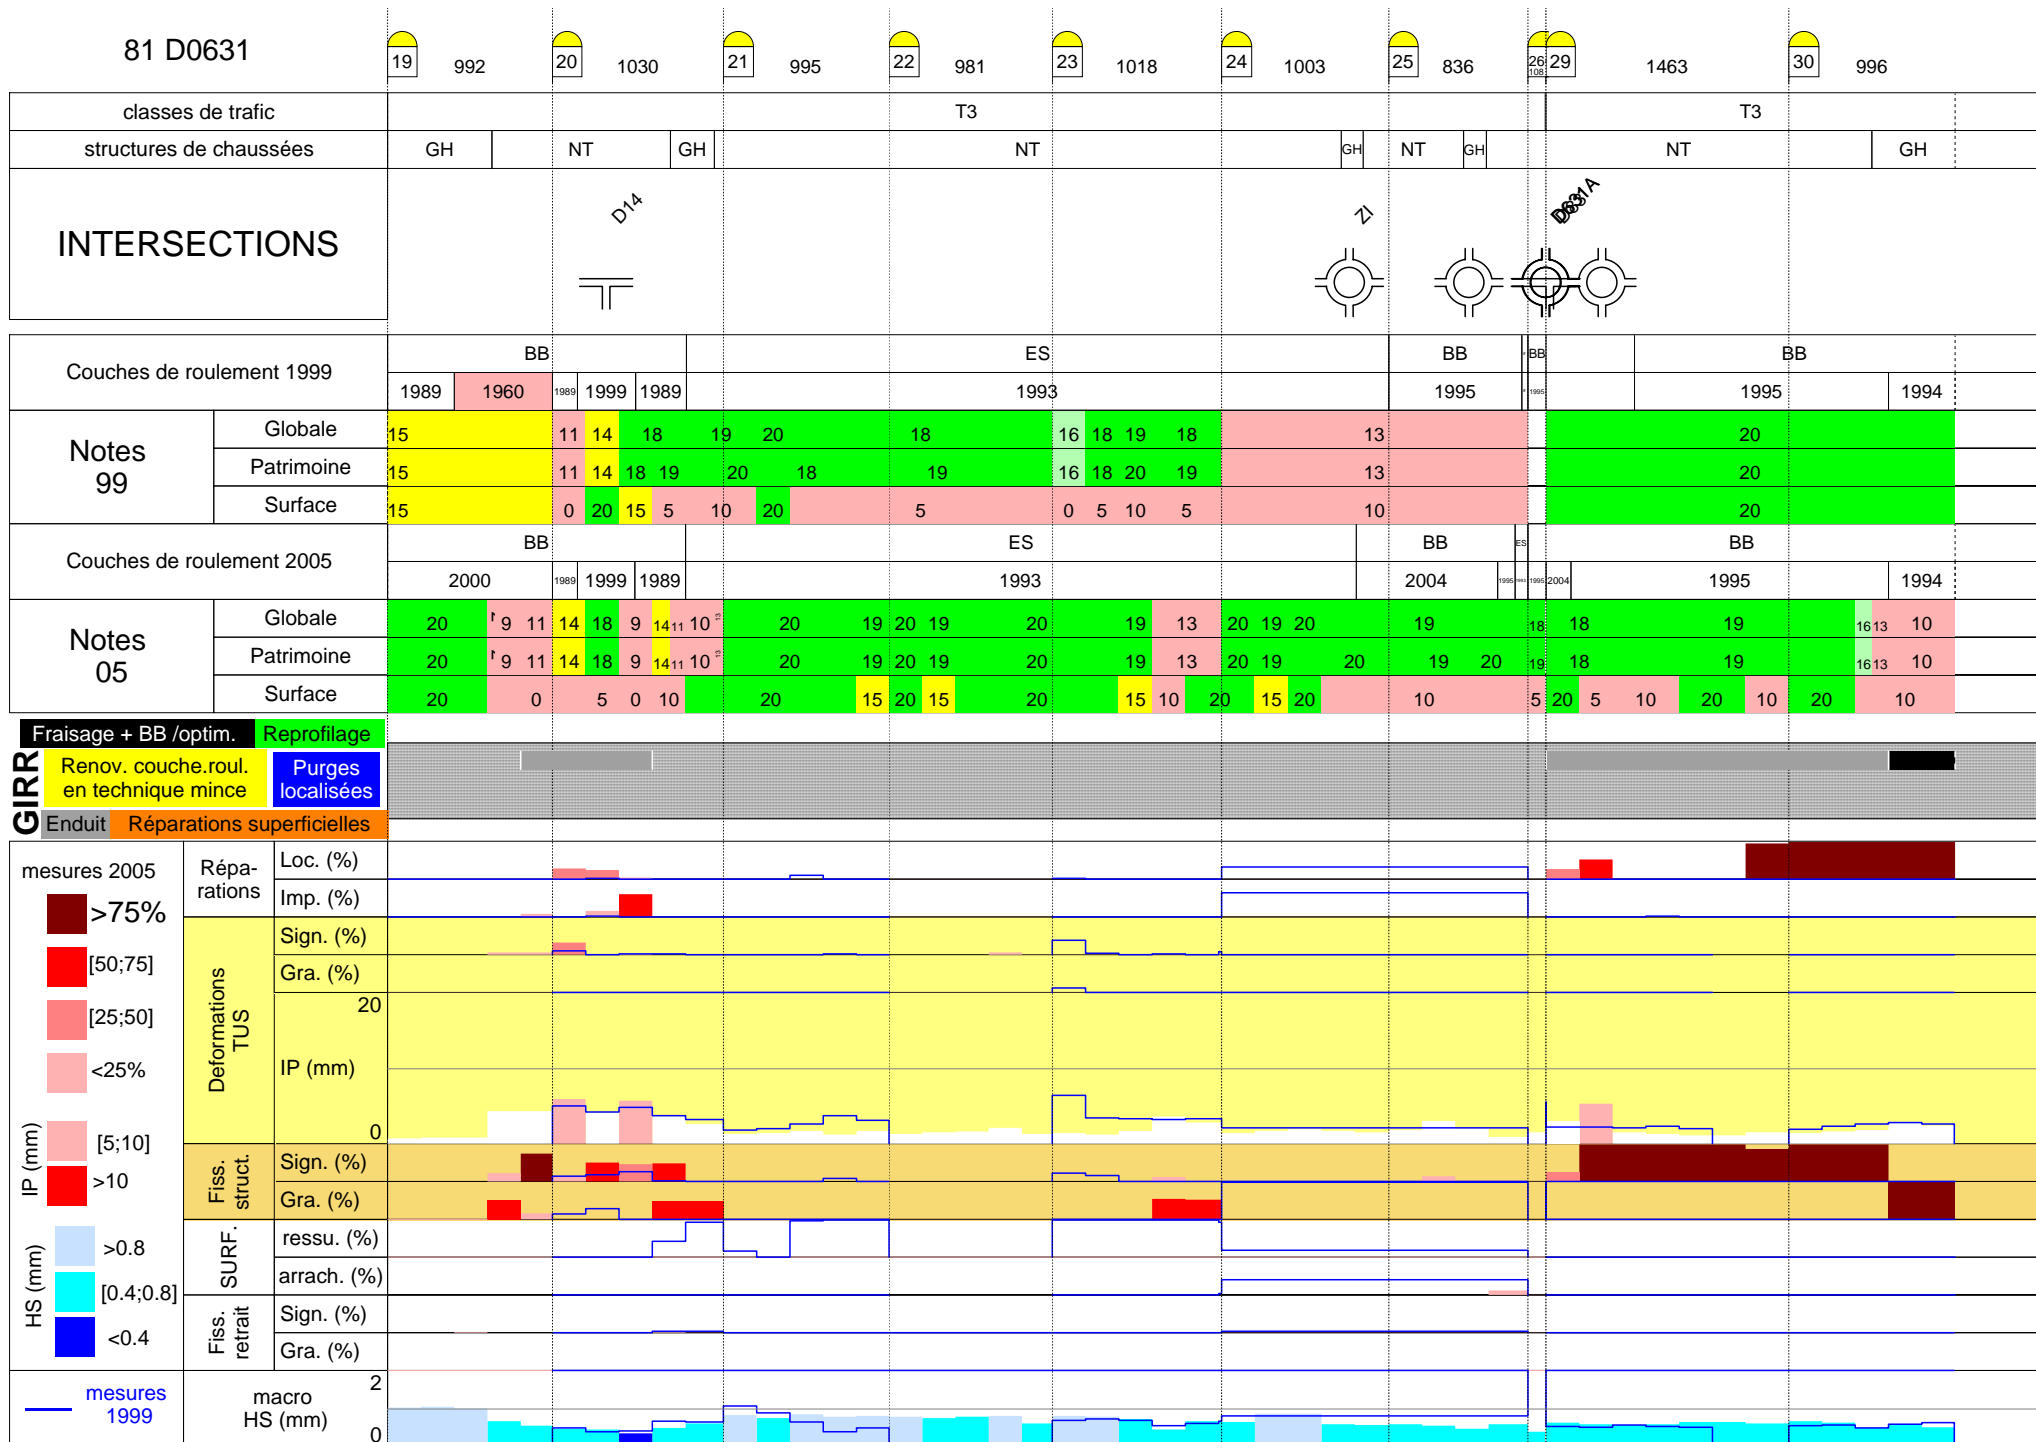 81 D0631
19 992 20 1030 21 995 22 981 23 1018 24 1003 25 836 26 108 29 1463 30 996
classes de trafic T3 T3
structures de chaussées GH NT GH NT GH NT GH NT GH
D14 ZI
INTERSECTIONS
Couches de roulement 1999
BB ES BB BB BB
1989 1960 1989 1999 1989 1993 1995 1995 1995 1994
Notes 99
Globale 15 11 14 18 19 20 18 16 18 19 18 13 20
Patrimoine 15 11 14 18 19 20 18 19 16 18 20 19 13 20
Surface 15 0 20 15 5 10 20 5 0 5 10 5 10 20
Couches de roulement 2005
BB ES BB ES BB
2000 1989 1999 1989 1993 2004 1995 1995 2004 1995 1994
Notes 05
Globale 20 9 11 14 18 9 14 11 10 13 20 19 20 19 20 19 13 20 19 20 19 18 18 19 16 13 10
Patrimoine 20 9 11 14 18 9 14 11 10 13 20 19 20 19 20 19 13 20 19 20 19 20 19 18 19 16 13 10
Surface 20 0 5 0 10 20 15 20 15 20 15 10 20 15 20 10 5 20 5 10 20 10 20 10
GIRR
Fraisage + BB /optim. Reprofilage
Renov. couche.roul.
en technique mince
Purges
localisées
Enduit Réparations superficielles
mesures 2005
>75%
[50;75]
[25;50]
<25%
IP (mm)
[5;10]
>10
HS (mm)
>0.8
[0.4;0.8]
<0.4
mesures
1999
Répa-
rations
Loc. (%)
Imp. (%)
Deformations
TUS
Sign. (%)
Gra. (%)
20
IP (mm)
0
Fiss.
struct.
Sign. (%)
Gra. (%)
SURF.
ressu. (%)
arrach. (%)
Fiss.
retrait
Sign. (%)
Gra. (%)
macro
HS (mm)
2
0